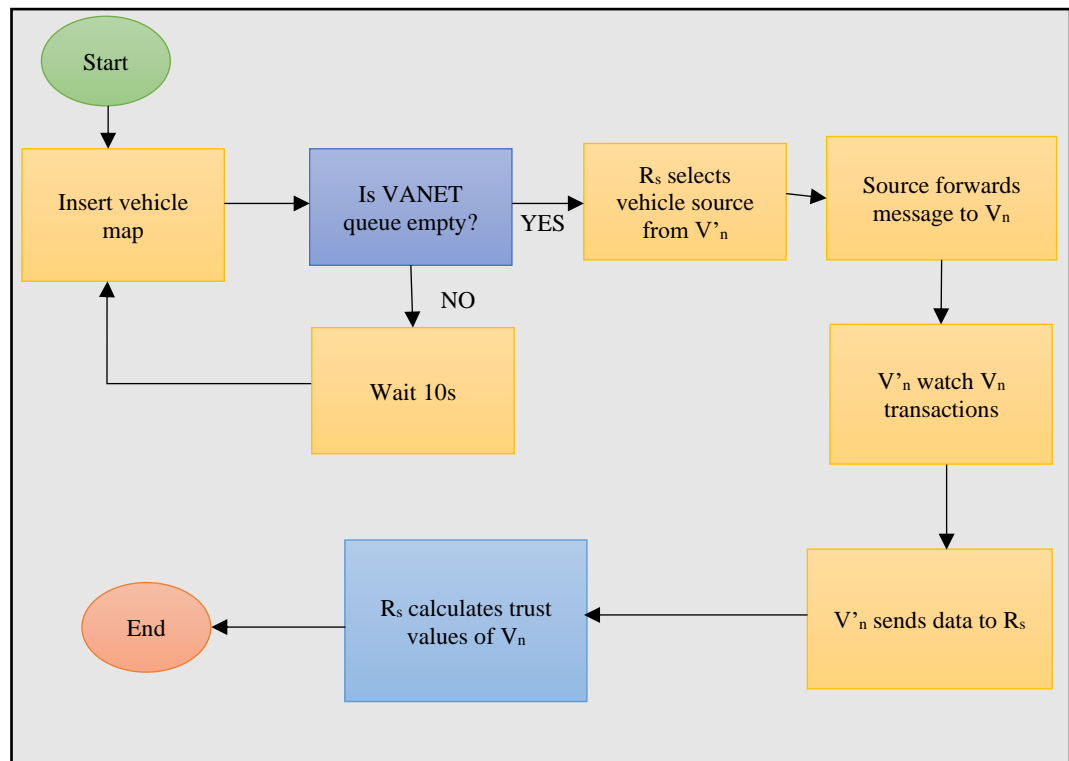 Start
Insert vehicle
map
Is VANET
queue empty?
YES
NO
Wait 10s
Rₛ selects
vehicle source
from V’ₙ
Source forwards
message to Vₙ
V’ₙ watch Vₙ
transactions
V’ₙ sends data to Rₛ
Rₛ calculates trust
values of Vₙ
End